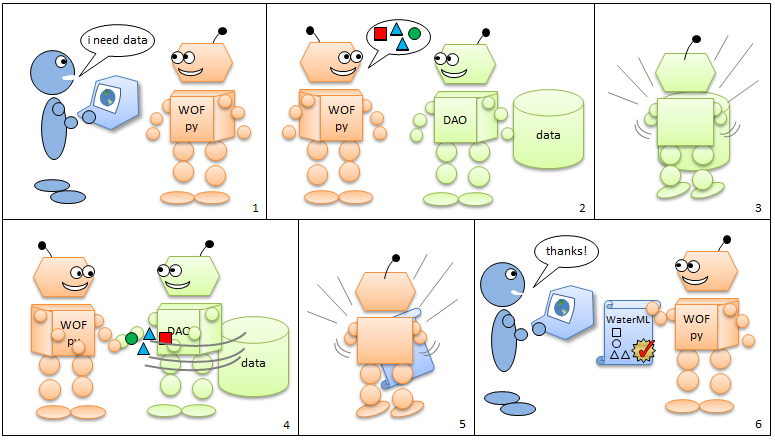 i need data
WOF
py
1
WOF
py
DAO
data
2
3
WOF
py
DAO
data
4
5
thanks!
WaterML
WOF
py
6